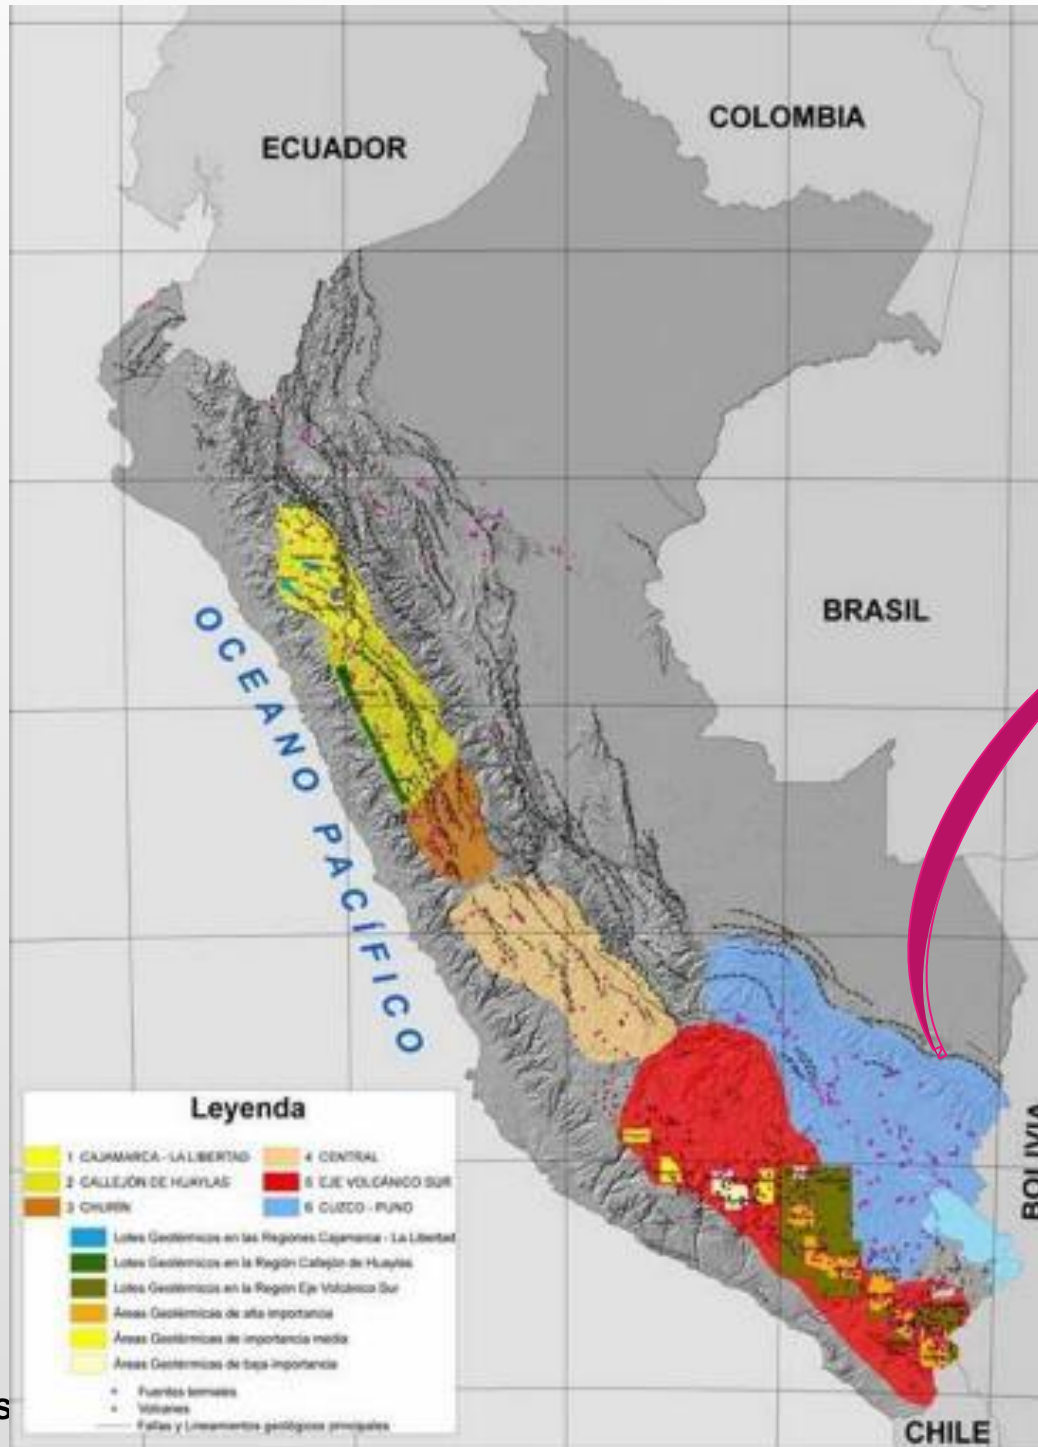 COLOMBIA
ECUADOR
BRASIL
OCEANO PACÍFICO
BOLIVIA
CHILE
Leyenda
1 CAJAMARCA - LA LIBERTAD
2 CALLEJÓN DE HUAYLAS
3 CHURÍN
4 CENTRAL
5 EJE VOLCÁNICO SUR
6 CUZCO - PUNO
Lotes Geotérmicos en las Regiones Cajamarca - La Libertad
Lotes Geotérmicos en la Región Callejón de Huaylas
Lotes Geotérmicos en la Región Eje Volcánico Sur
Áreas Geotérmicas de alta importancia
Áreas Geotérmicas de importancia media
Áreas Geotérmicas de baja importancia
Fuentes termales
Volcanes
Fallas y Lineamientos geológicos principales
s